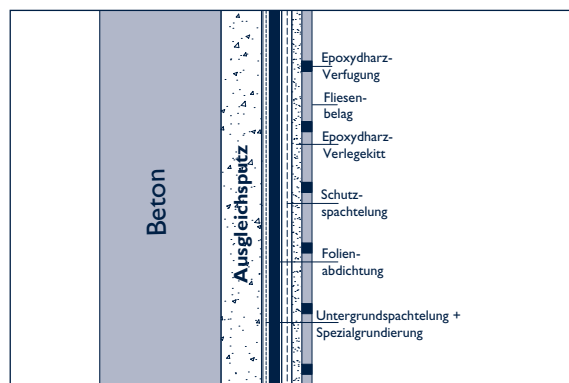 Beton
Ausgleichsputz
Epoxydharz-
Verfugung
Fliesen-
belag
Epoxydharz-
Verlegekitt
Schutz-
spachtelung
Folien-
abdichtung
Untergrundspachtelung +
Spezialgrundierung